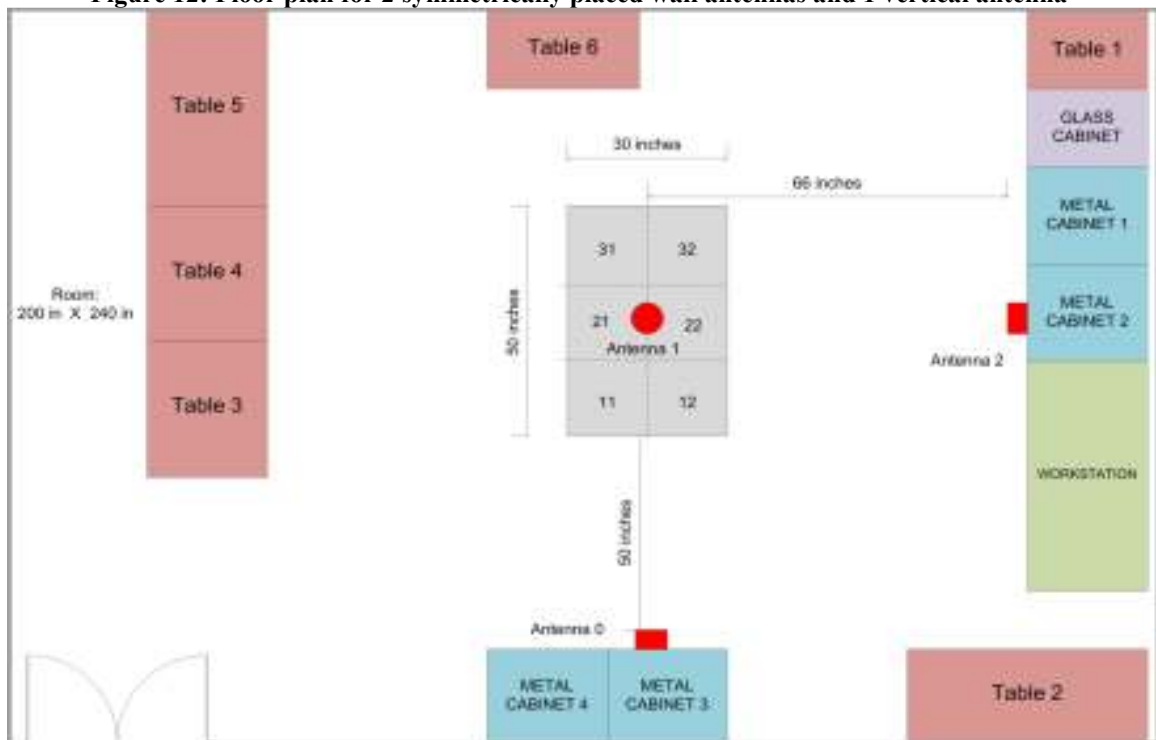 Figure 12: Floor plan for 2 symmetrically placed wall antennas and 1 vertical antenna
Table 6
Table 1
Table 5
GLASS
CABINET
30 inches
66 inches
METAL
CABINET 1
31
32
Table 4
Room:
200 in X 240 in
50 inches
21
22
METAL
CABINET 2
Antenna 1
Antenna 2
Table 3
11
12
WORKSTATION
50 inches
Antenna 0
METAL
CABINET 4
METAL
CABINET 3
Table 2